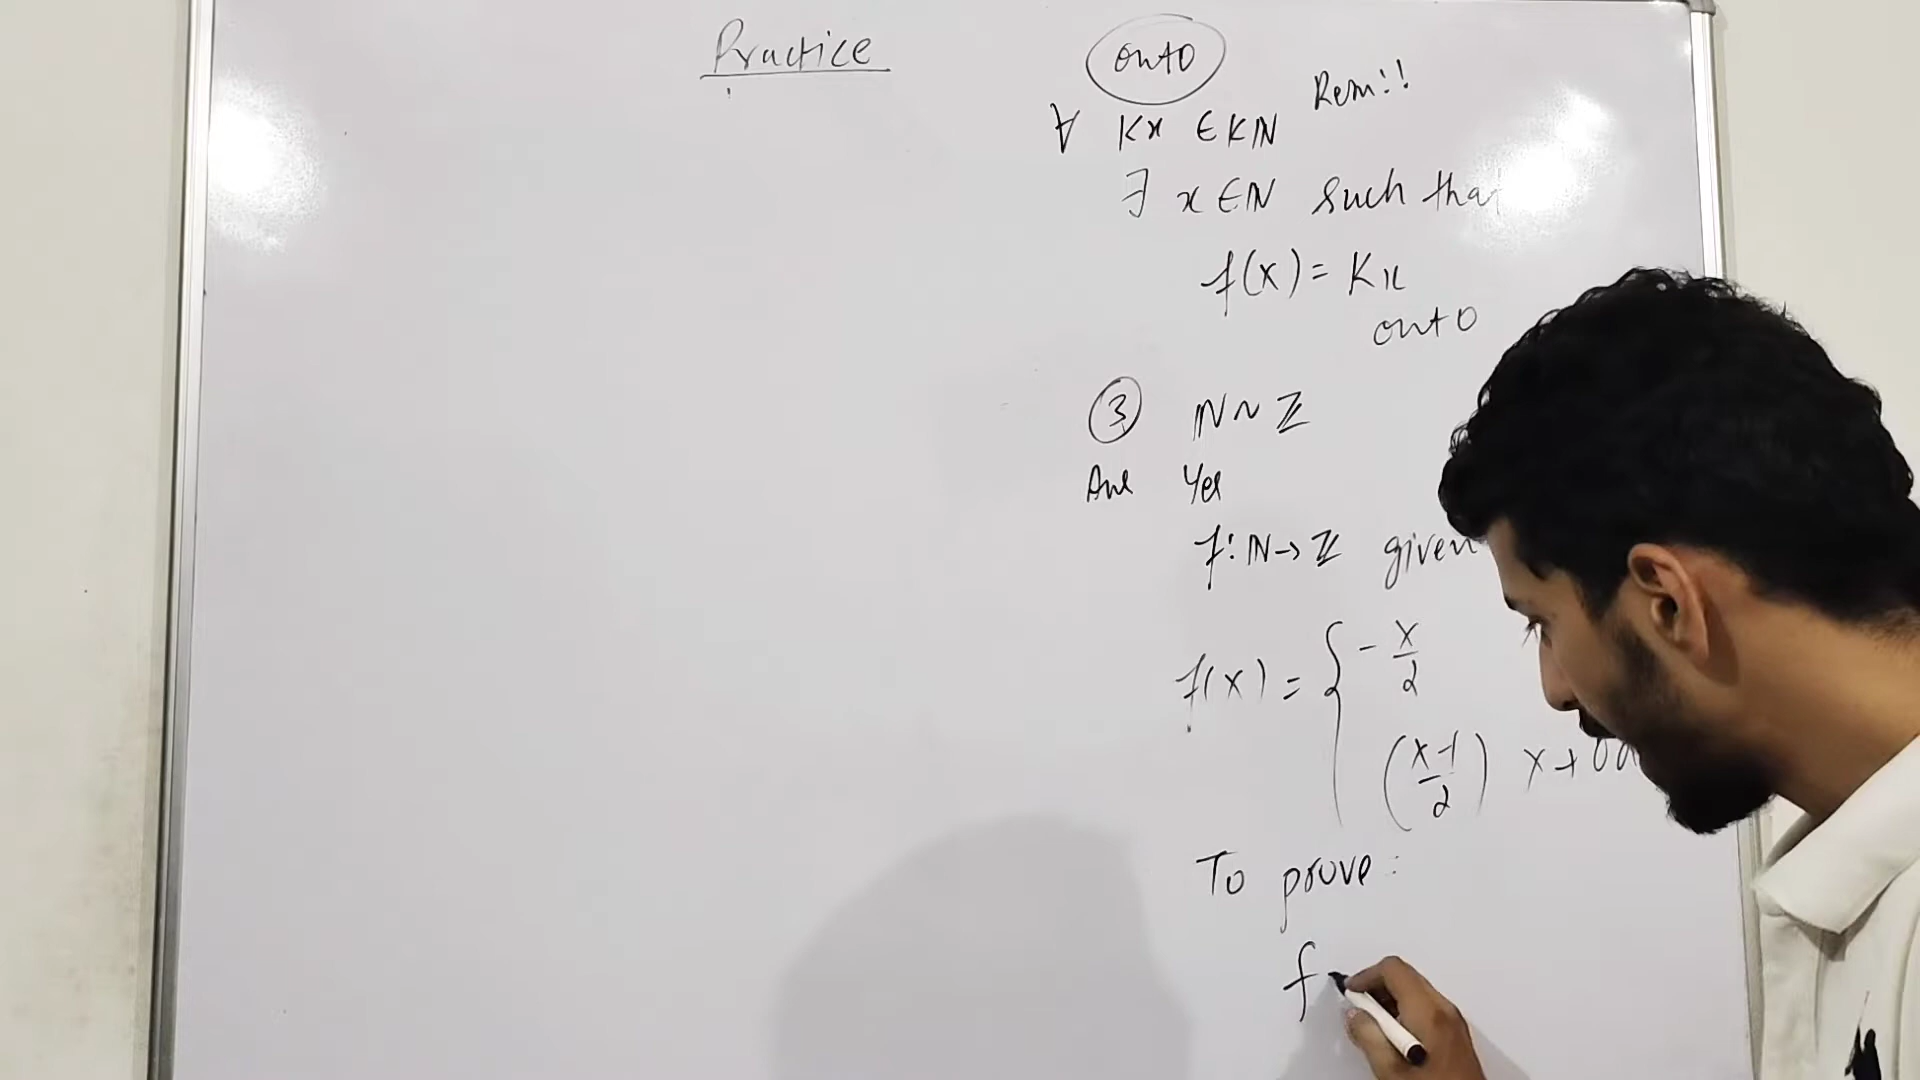 Practice
onto
Rem!!
∀ Kx ∈ KN
∃ x ∈ N such tha
f(x) = Kx
onto
3 N ~ Z
Ans Yes
f: N → Z given
f(x) = { - x/2
(x-1/2) x → od
To prove:
f